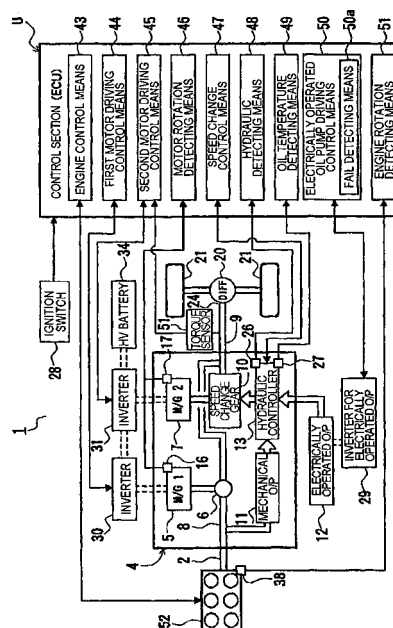 U
CONTROL SECTION (ECU)
43
ENGINE CONTROL MEANS
44
FIRST MOTOR DRIVING
CONTROL MEANS
45
SECOND MOTOR DRIVING
CONTROL MEANS
46
MOTOR ROTATION
DETECTING MEANS
47
SPEED CHANGE
CONTROL MEANS
48
HYDRAULIC
DETECTING MEANS
49
OIL TEMPERATURE
DETECTING MEANS
50
ELECTRICALLY OPERATED
OIL PUMP DRIVING
CONTROL MEANS
50a
FAIL DETECTING MEANS
51
ENGINE ROTATION
DETECTING MEANS
IGNITION
SWITCH
28
34
HV BATTERY
1
31
INVERTER
30
INVERTER
21
20
DIFF
21
24
51
TORQUE
SENSOR
9
17
M/G 2
7
10
SPEED CHANGE
GEAR
26
27
13
HYDRAULIC
CONTROLLER
16
M/G 1
5
6
4
8
2
11
MECHANICAL
O/P
12
ELECTRICALLY
OPERATED O/P
29
INVERTER FOR
ELECTRICALLY OPERATED O/P
52
38